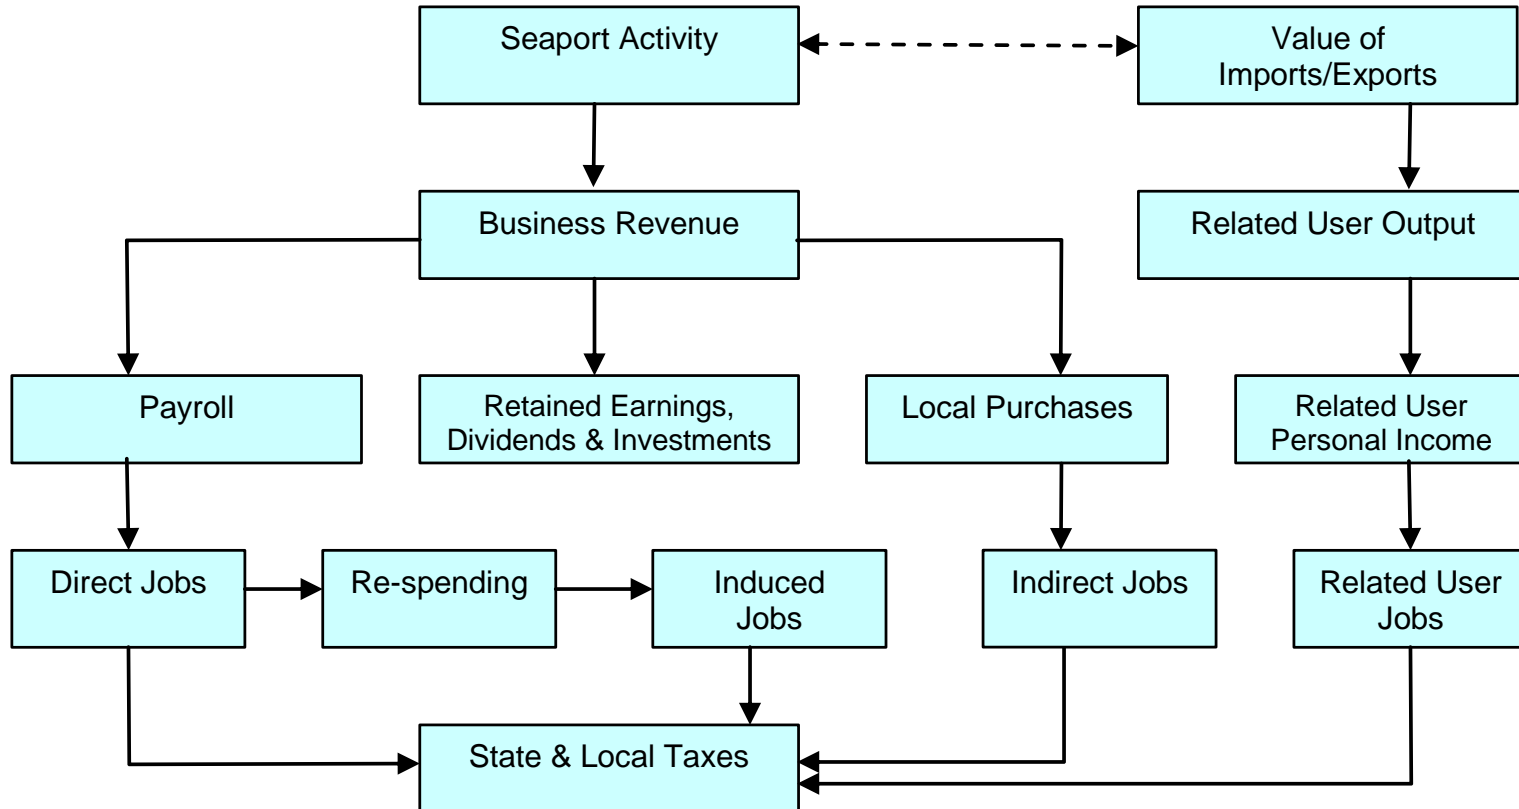 Seaport Activity
Value of
Imports/Exports
Business Revenue
Related User Output
Payroll
Retained Earnings,
Dividends & Investments
Local Purchases
Related User
Personal Income
Direct Jobs
Re-spending
Induced
Jobs
Indirect Jobs
Related User
Jobs
State & Local Taxes